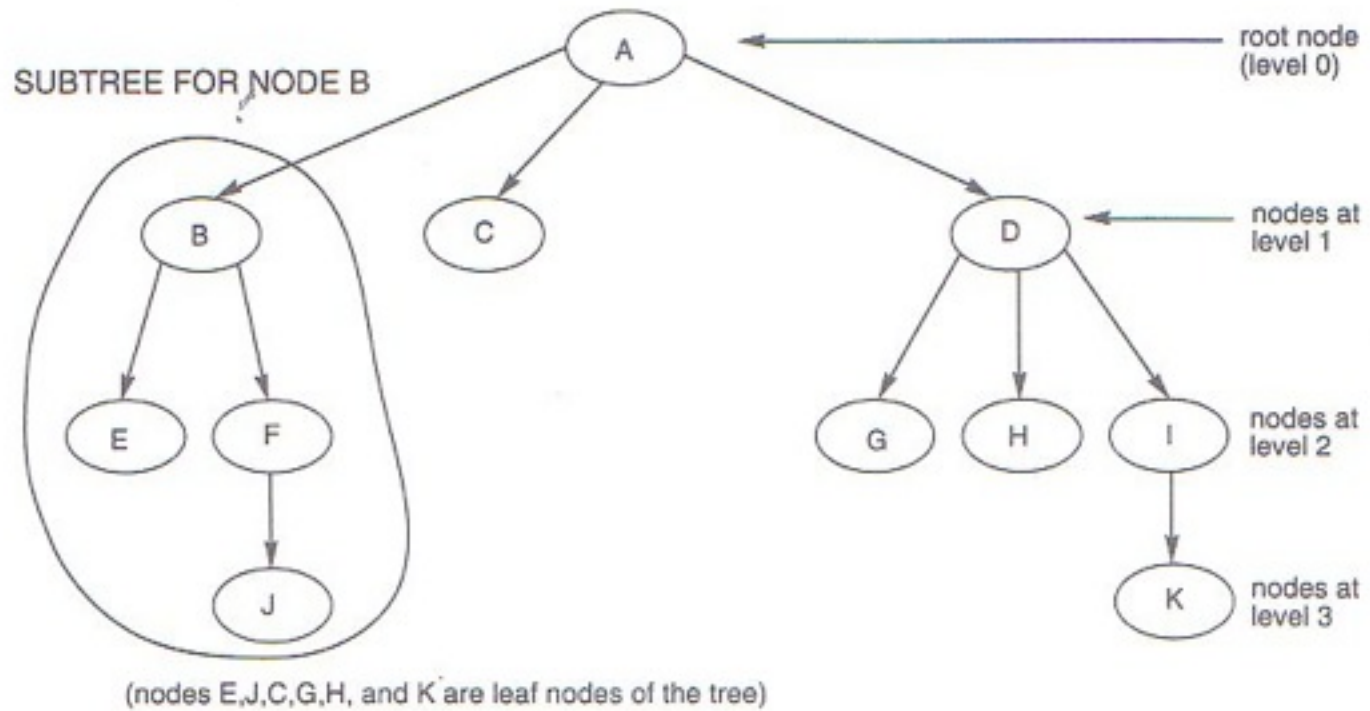 A
root node
(level 0)
SUBTREE FOR NODE B
B
C
D
nodes at
level 1
E
F
G
H
I
nodes at
level 2
J
K
nodes at
level 3
(nodes E,J,C,G,H, and K are leaf nodes of the tree)